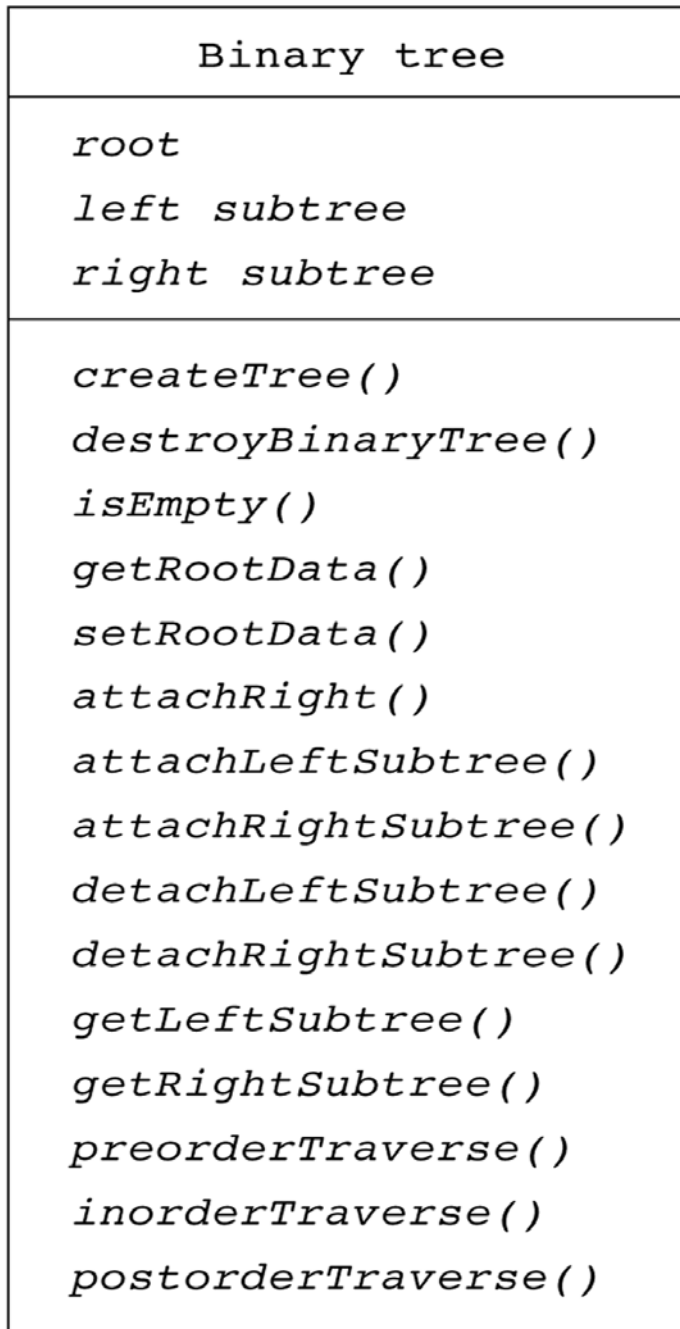 Binary tree
root
left subtree
right subtree
createTree()
destroyBinaryTree()
isEmpty()
getRootData()
setRootData()
attachRight()
attachLeftSubtree()
attachRightSubtree()
detachLeftSubtree()
detachRightSubtree()
getLeftSubtree()
getRightSubtree()
preorderTraverse()
inorderTraverse()
postorderTraverse()